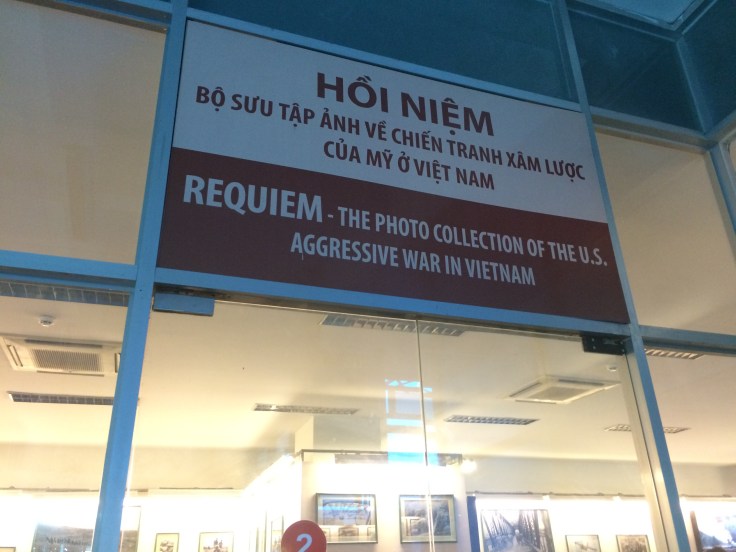 HỒI NIỆM
BỘ SƯU TẬP ẢNH VỀ CHIẾN TRANH XÂM LƯỢC
CỦA MỸ Ở VIỆT NAM
REQUIEM - THE PHOTO COLLECTION OF THE U.S.
AGGRESSIVE WAR IN VIETNAM
2